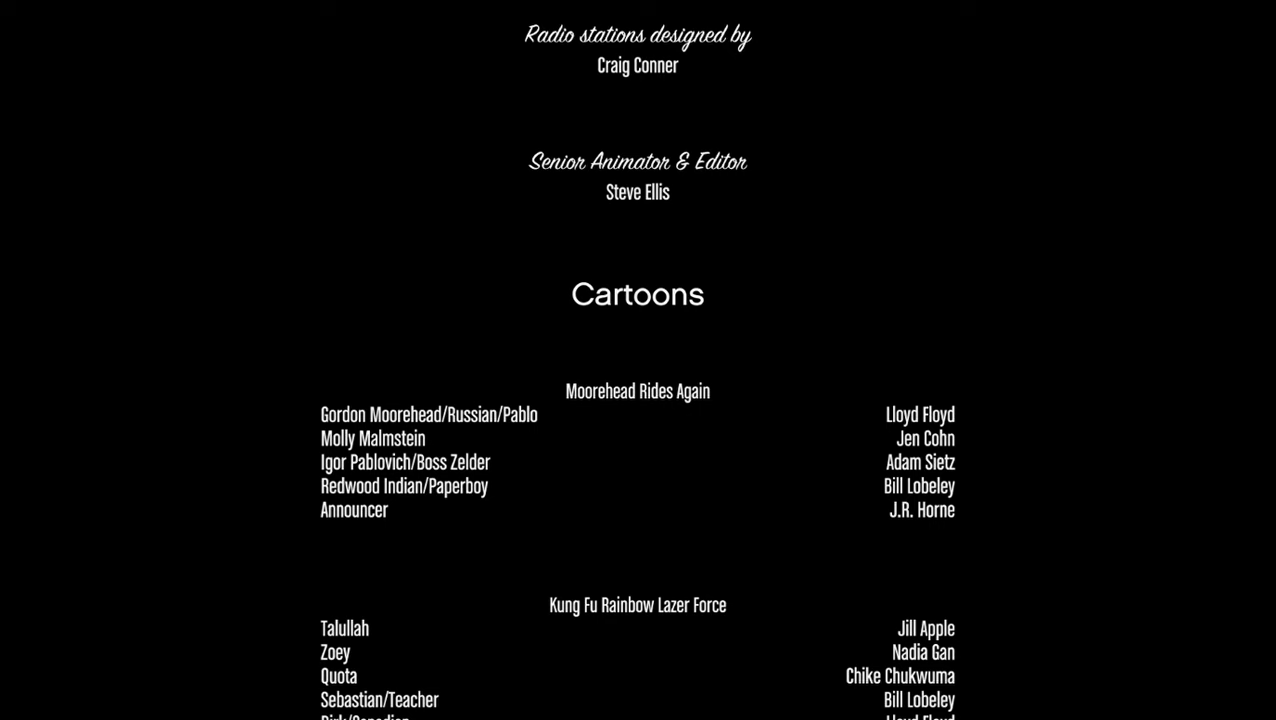 Radio stations designed by
Craig Conner
Senior Animator & Editor
Steve Ellis
Cartoons
Moorehead Rides Again
Gordon Moorehead/Russian/Pablo Lloyd Floyd
Molly Malmstein Jen Cohn
Igor Pablovich/Boss Zelder Adam Sietz
Redwood Indian/Paperboy Bill Lobeley
Announcer J.R. Horne
Kung Fu Rainbow Lazer Force
Talullah Jill Apple
Zoey Nadia Gan
Quota Chike Chukwuma
Sebastian/Teacher Bill Lobeley